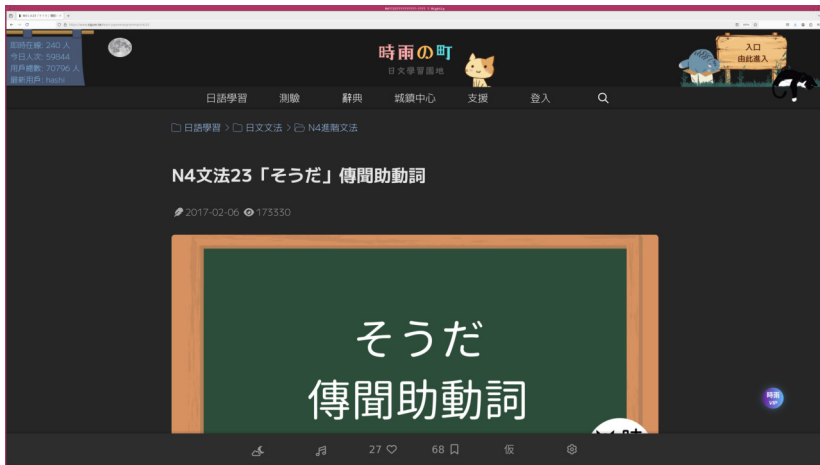 即時在線: 240 人
今日人次: 59844
用戶總數: 70796 人
最新用戶: hashi
時雨の町
日文學習園地
入口
由此進入
日語學習 測驗 辭典 城鎮中心 支援 登入
日語學習 > 日文文法 > N4進階文法
N4文法23「そうだ」傳聞助動詞
2017-02-06 173330
そうだ
傳聞助動詞
時雨
VIP
27 68 仮